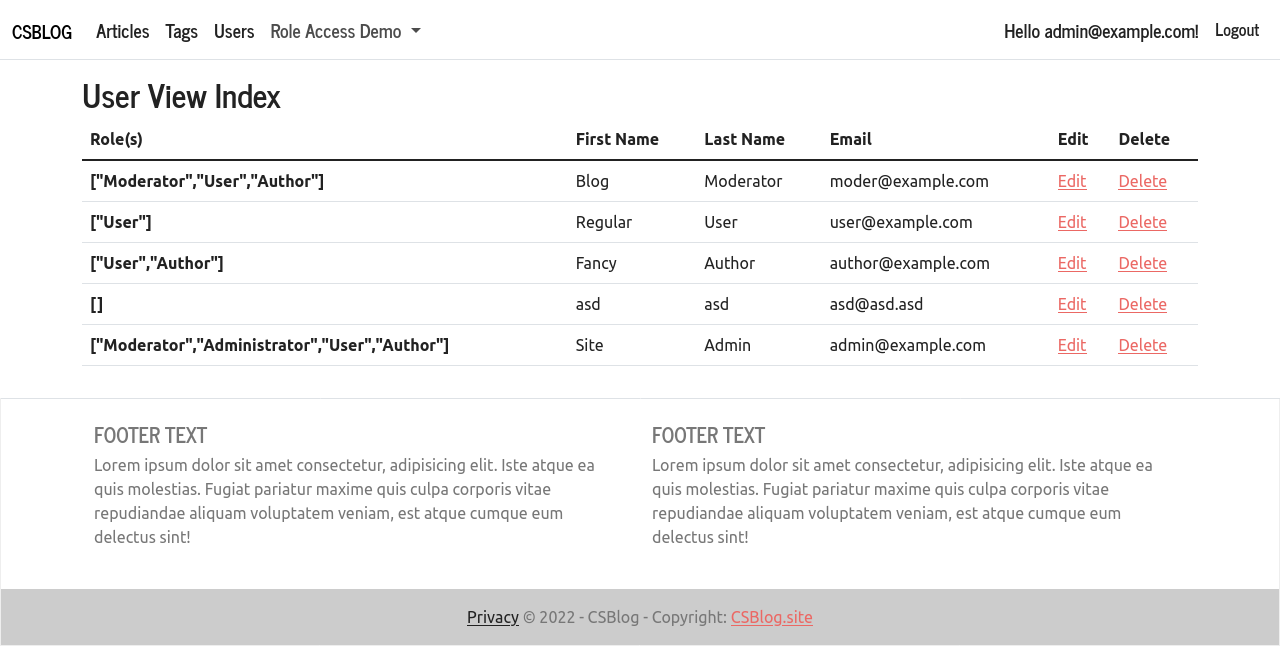 CSBLOG Articles Tags Users Role Access Demo Hello admin@example.com! Logout
User View Index
Role(s) First Name Last Name Email Edit Delete
["Moderator","User","Author"] Blog Moderator moder@example.com Edit Delete
["User"] Regular User user@example.com Edit Delete
["User","Author"] Fancy Author author@example.com Edit Delete
[] asd asd asd@asd.asd Edit Delete
["Moderator","Administrator","User","Author"] Site Admin admin@example.com Edit Delete
FOOTER TEXT
Lorem ipsum dolor sit amet consectetur, adipisicing elit. Iste atque ea
quis molestias. Fugiat pariatur maxime quis culpa corporis vitae
repudiandae aliquam voluptatem veniam, est atque cumque eum
delectus sint!
FOOTER TEXT
Lorem ipsum dolor sit amet consectetur, adipisicing elit. Iste atque ea
quis molestias. Fugiat pariatur maxime quis culpa corporis vitae
repudiandae aliquam voluptatem veniam, est atque cumque eum
delectus sint!
Privacy © 2022 - CSBlog - Copyright: CSBlog.site